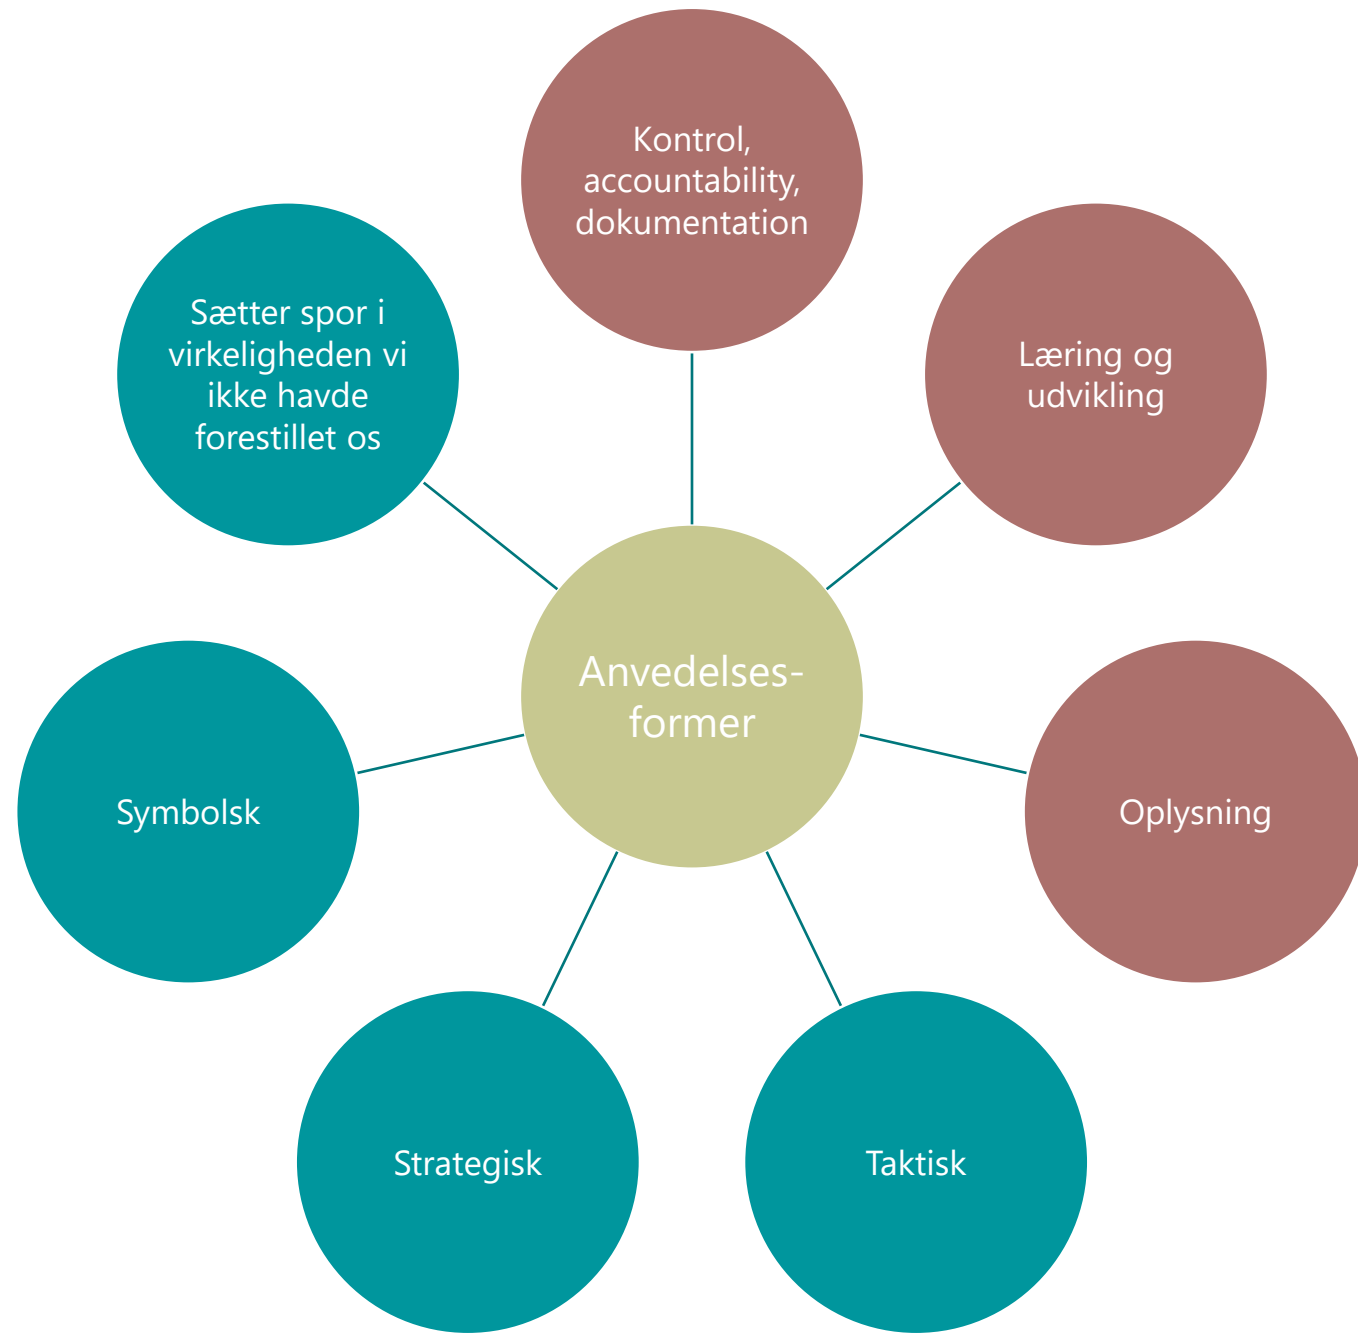 Kontrol,
accountability,
dokumentation
Læring og
udvikling
Oplysning
Taktisk
Strategisk
Symbolsk
Sætter spor i
virkeligheden vi
ikke havde
forestillet os
Anvedelses-
former